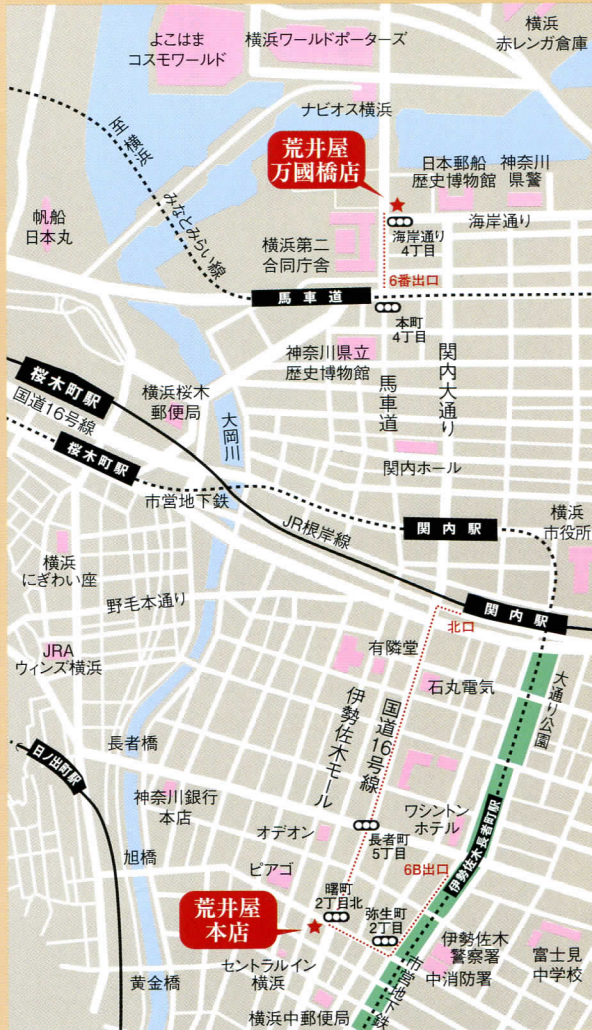 よこはま
コスモワールド
横浜ワールドポーターズ
横浜
赤レンガ倉庫
ナビオス横浜
至横浜
みなとみらい線
荒井屋
万國橋店
日本郵船
歴史博物館
神奈川
県警
帆船
日本丸
横浜第二
合同庁舎
海岸通り
4丁目
海岸通り
6番出口
馬車道
本町
4丁目
神奈川県立
歴史博物館
馬車道
関内大通り
桜木町駅
国道16号線
桜木町駅
横浜桜木
郵便局
大岡川
関内ホール
市営地下鉄
JR根岸線
関内駅
横浜
市役所
横浜
にぎわい座
野毛本通り
関内駅
北口
JRA
ウィンズ横浜
有隣堂
石丸電気
大通り公園
伊勢佐木モール
国道16号線
長者橋
日ノ出町駅
神奈川銀行
本店
オデオン
長者町
5丁目
ワシントン
ホテル
伊勢佐木長者町駅
旭橋
ピアゴ
6B出口
荒井屋
本店
曙町
2丁目北
弥生町
2丁目
伊勢佐木
警察署
中消防署
富士見
中学校
黄金橋
セントラルイン
横浜
市営地下鉄
横浜中郵便局